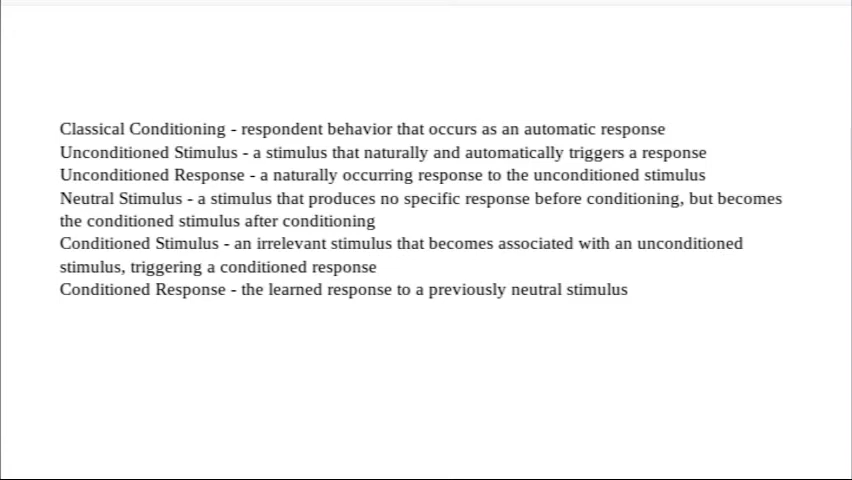 Classical Conditioning - respondent behavior that occurs as an automatic response
Unconditioned Stimulus - a stimulus that naturally and automatically triggers a response
Unconditioned Response - a naturally occurring response to the unconditioned stimulus
Neutral Stimulus - a stimulus that produces no specific response before conditioning, but becomes
the conditioned stimulus after conditioning
Conditioned Stimulus - an irrelevant stimulus that becomes associated with an unconditioned
stimulus, triggering a conditioned response
Conditioned Response - the learned response to a previously neutral stimulus